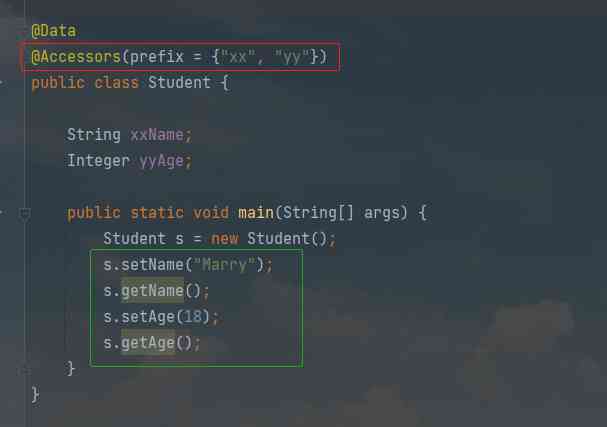 @Data
@Accessors(prefix = {"xx", "yy"})
public class Student {
String xxName;
Integer yyAge;
public static void main(String[] args) {
Student s = new Student();
s.setName("Marry");
s.getName();
s.setAge(18);
s.getAge();
}
}